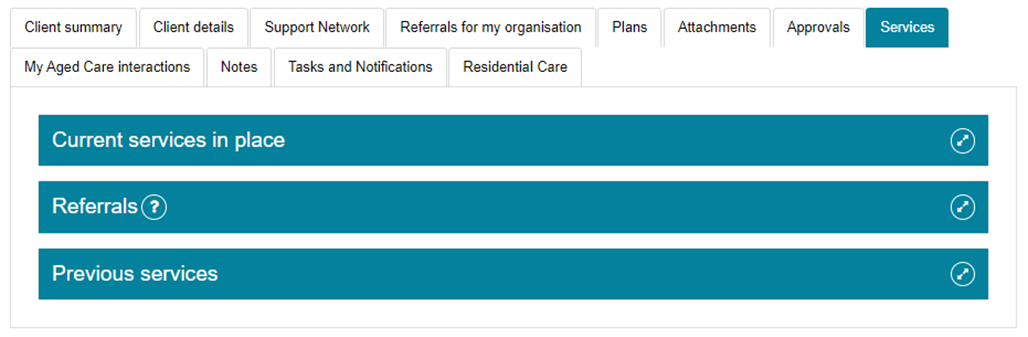 Client summary Client details Support Network Referrals for my organisation Plans Attachments Approvals Services
My Aged Care interactions Notes Tasks and Notifications Residential Care
Current services in place
Referrals ?
Previous services